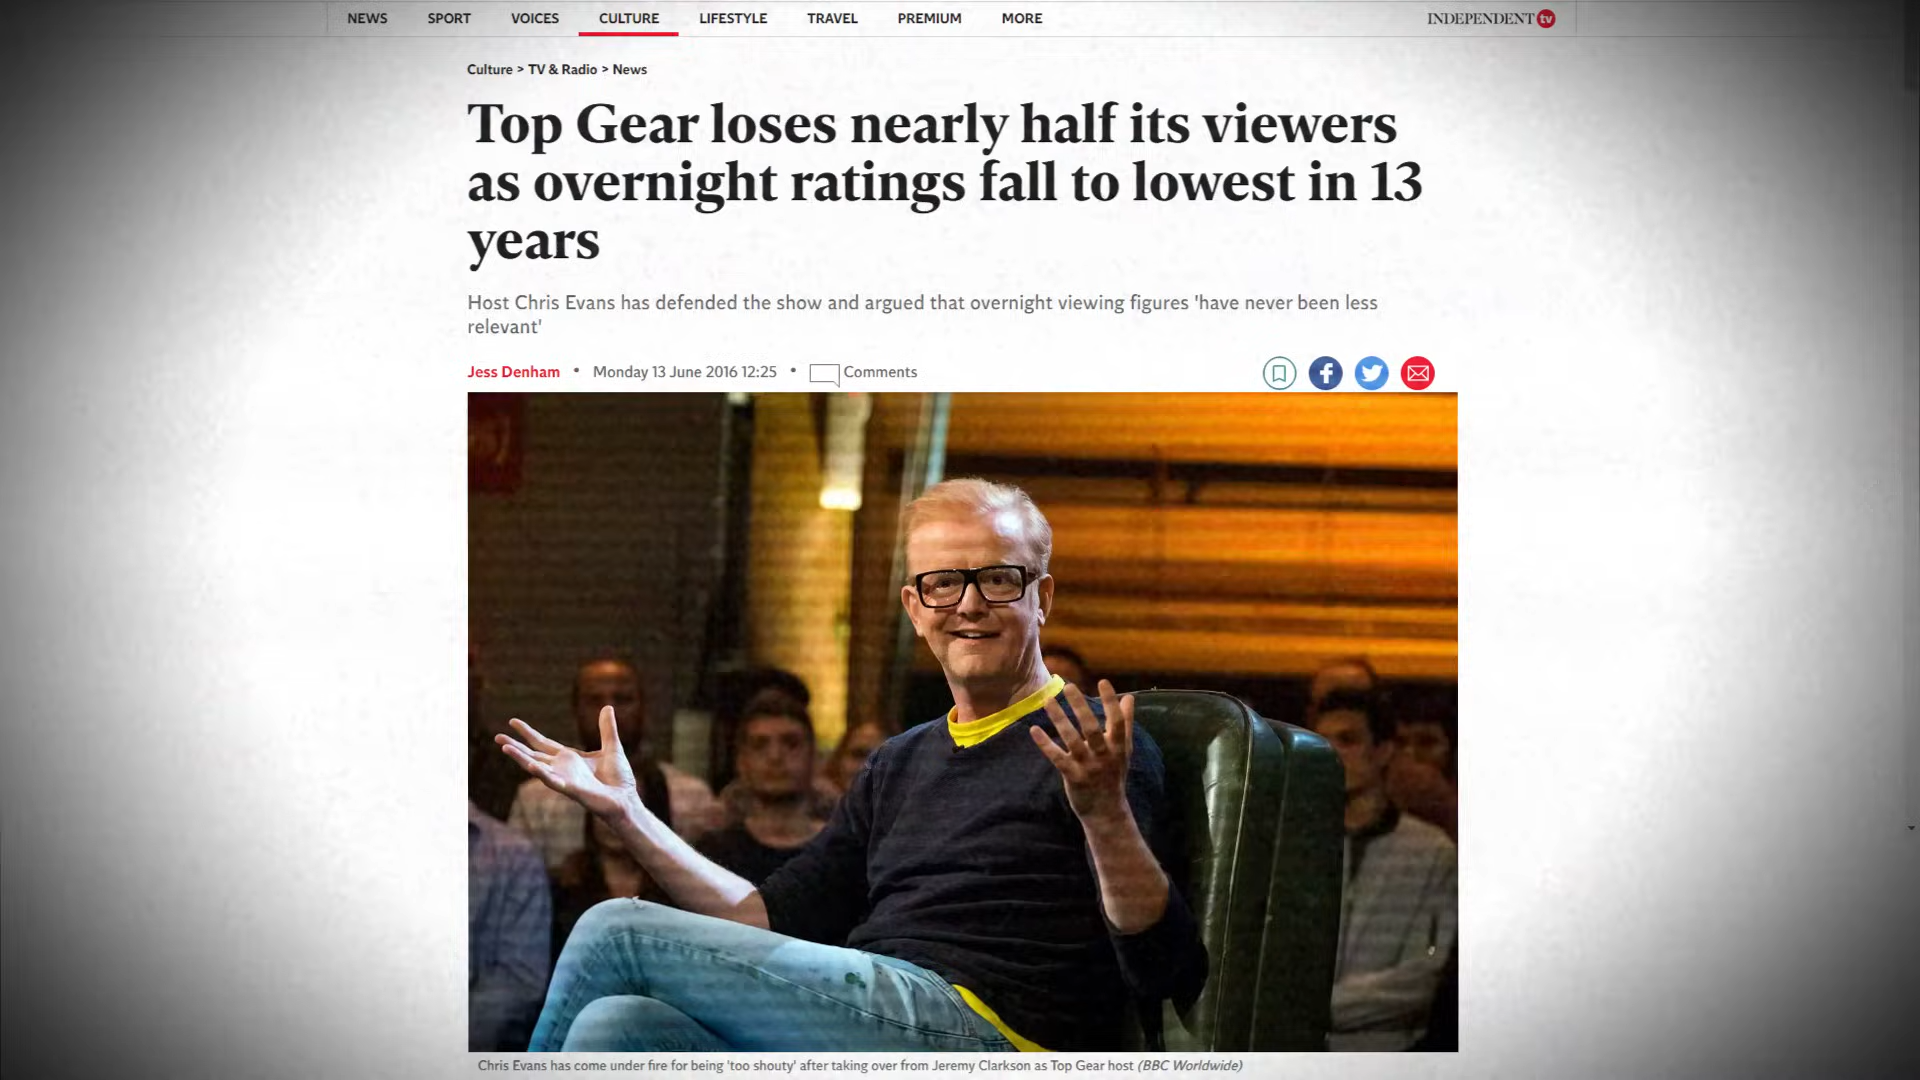 NEWS SPORT VOICES CULTURE LIFESTYLE TRAVEL PREMIUM MORE INDEPENDENT tv
Culture > TV & Radio > News
Top Gear loses nearly half its viewers
as overnight ratings fall to lowest in 13
years
Host Chris Evans has defended the show and argued that overnight viewing figures 'have never been less
relevant'
Jess Denham • Monday 13 June 2016 12:25 • Comments
Chris Evans has come under fire for being 'too shouty' after taking over from Jeremy Clarkson as Top Gear host (BBC Worldwide)